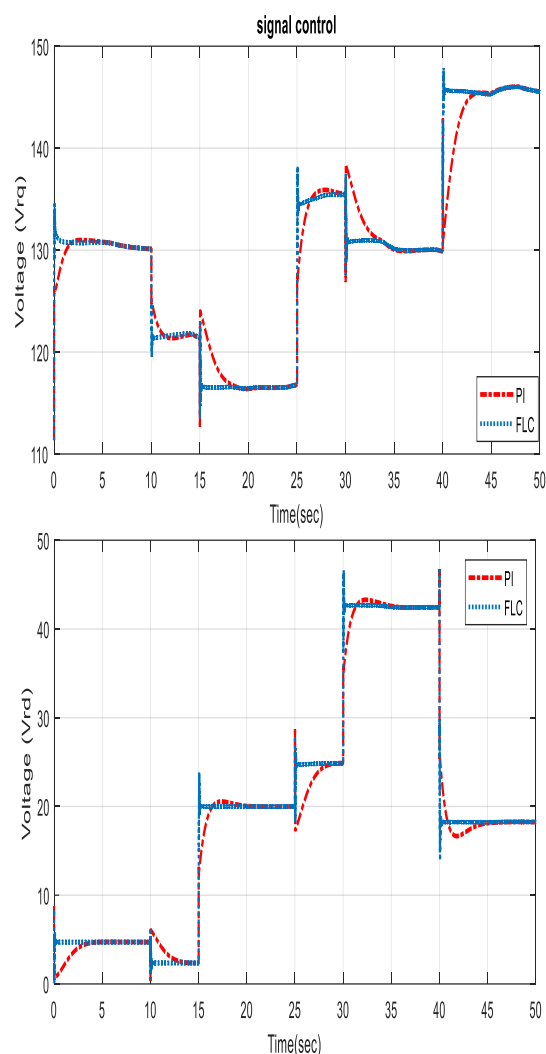 signal control
150
140
130
120
110
Voltage (Vrq)
PI
FLC
0 5 10 15 20 25 30 35 40 45 50
Time(sec)
50
40
30
20
10
0
Voltage (Vrd)
PI
FLC
0 5 10 15 20 25 30 35 40 45 50
Time(sec)